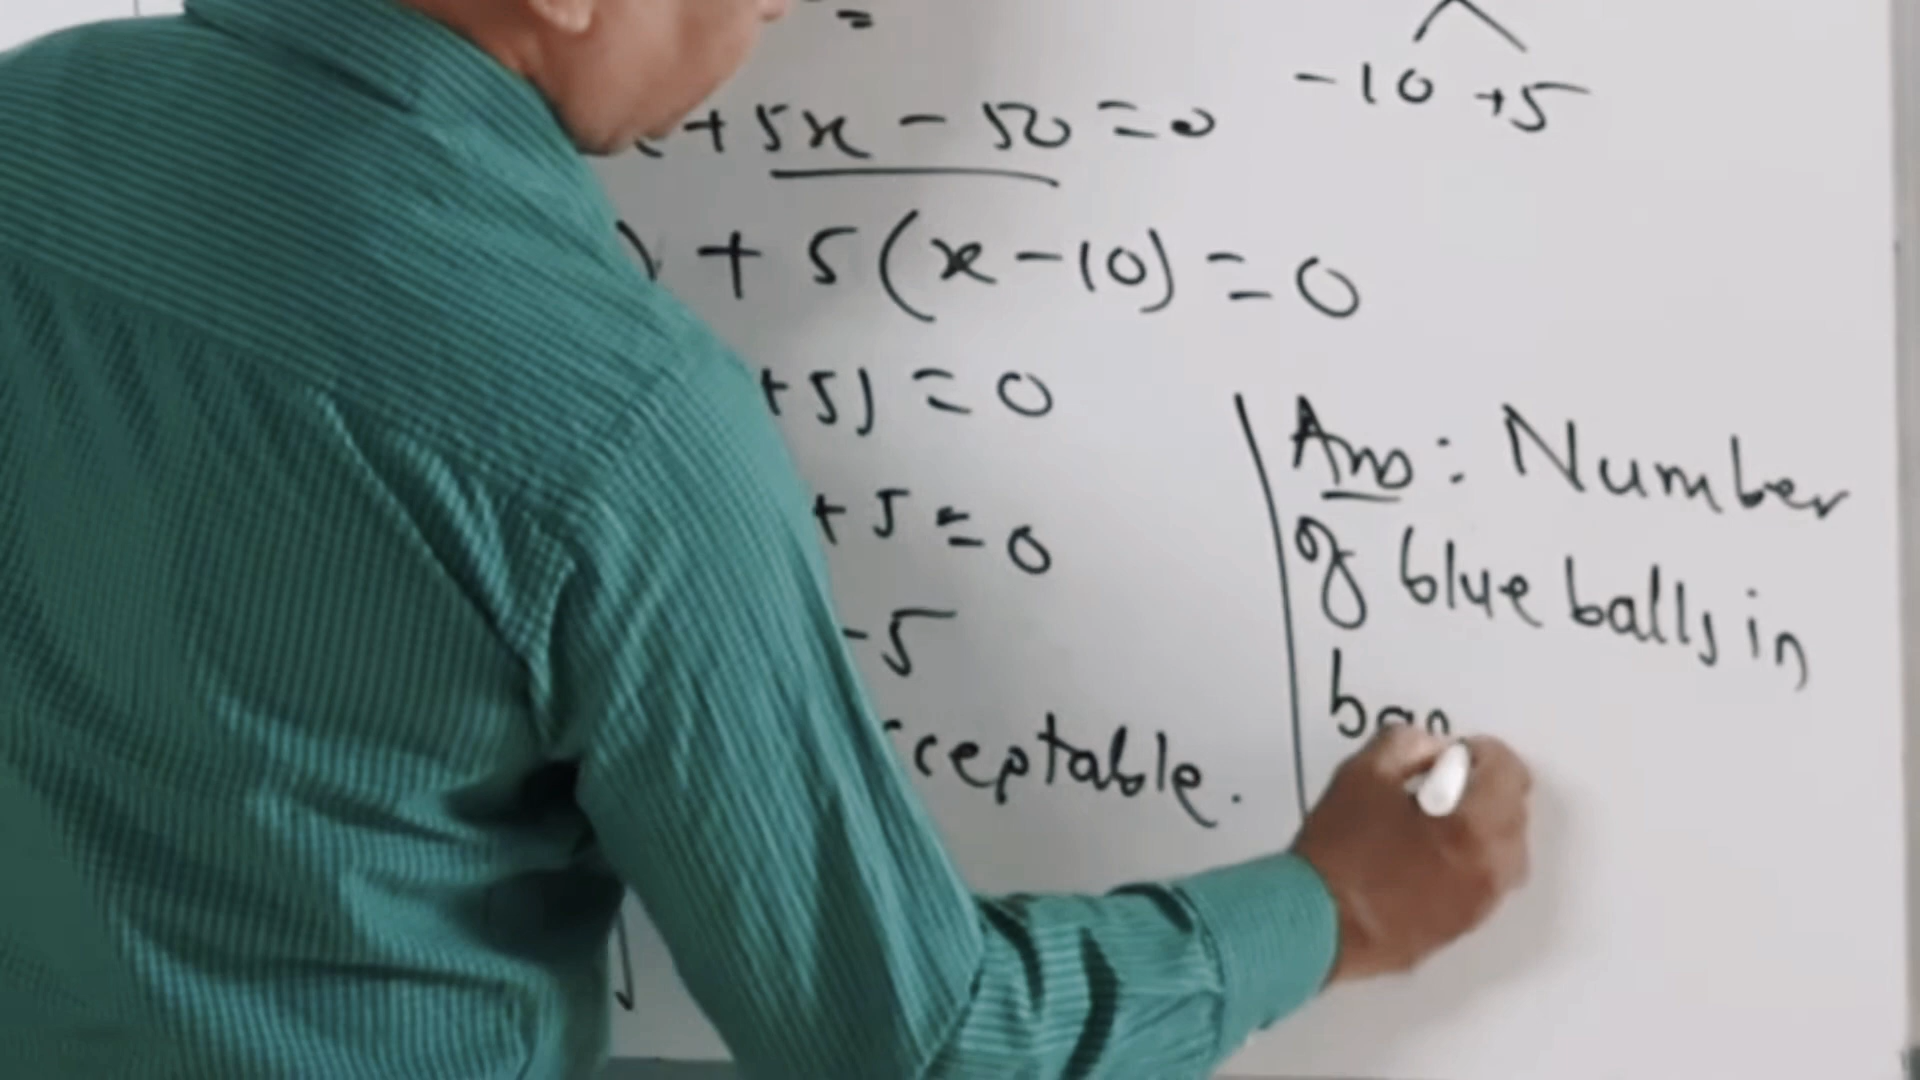 =
-10 +5
+5x - 50 = 0
) + 5(x-10) = 0
+5) = 0
+5 = 0
-5
cceptable.
Ans: Number
of blue balls in
bag